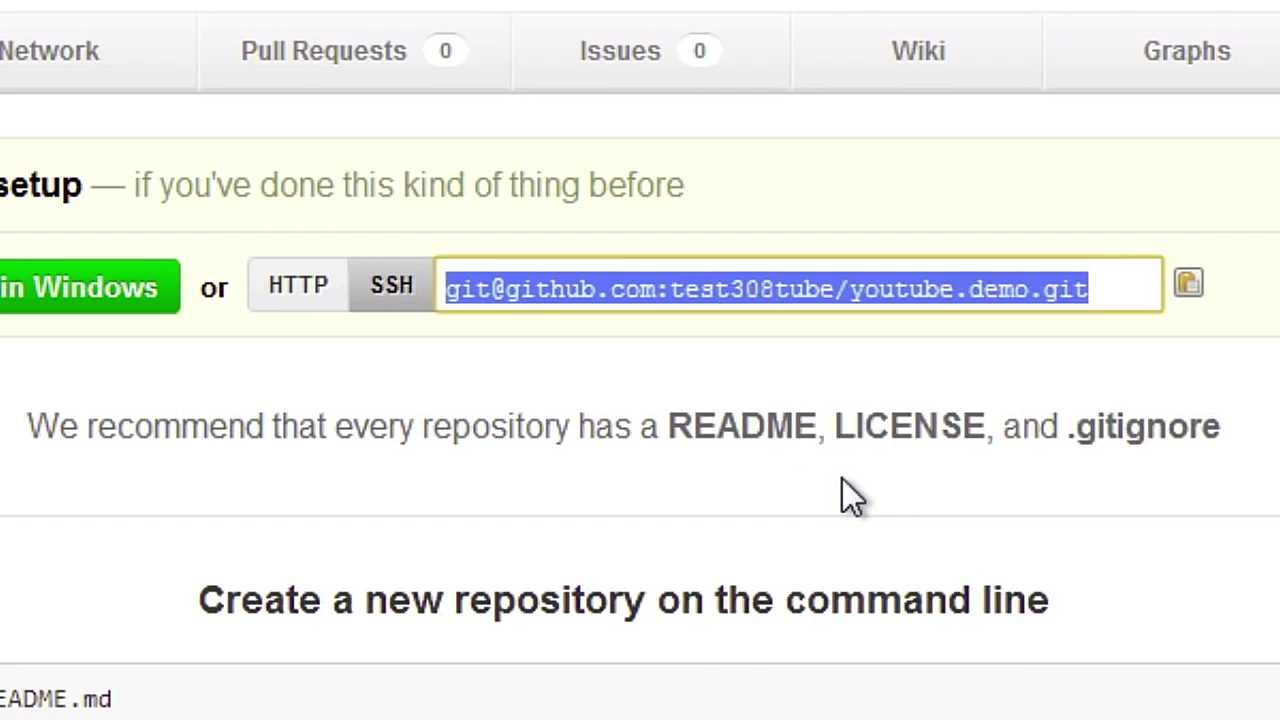 Network Pull Requests 0 Issues 0 Wiki Graphs
setup — if you've done this kind of thing before
in Windows or HTTP SSH git@github.com:test308tube/youtube.demo.git
We recommend that every repository has a README, LICENSE, and .gitignore
Create a new repository on the command line
EADME.md